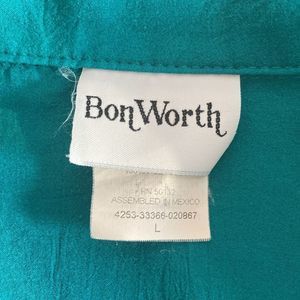 BonWorth
RN 50132
ASSEMBLED IN MEXICO
4253-33366-020867
L